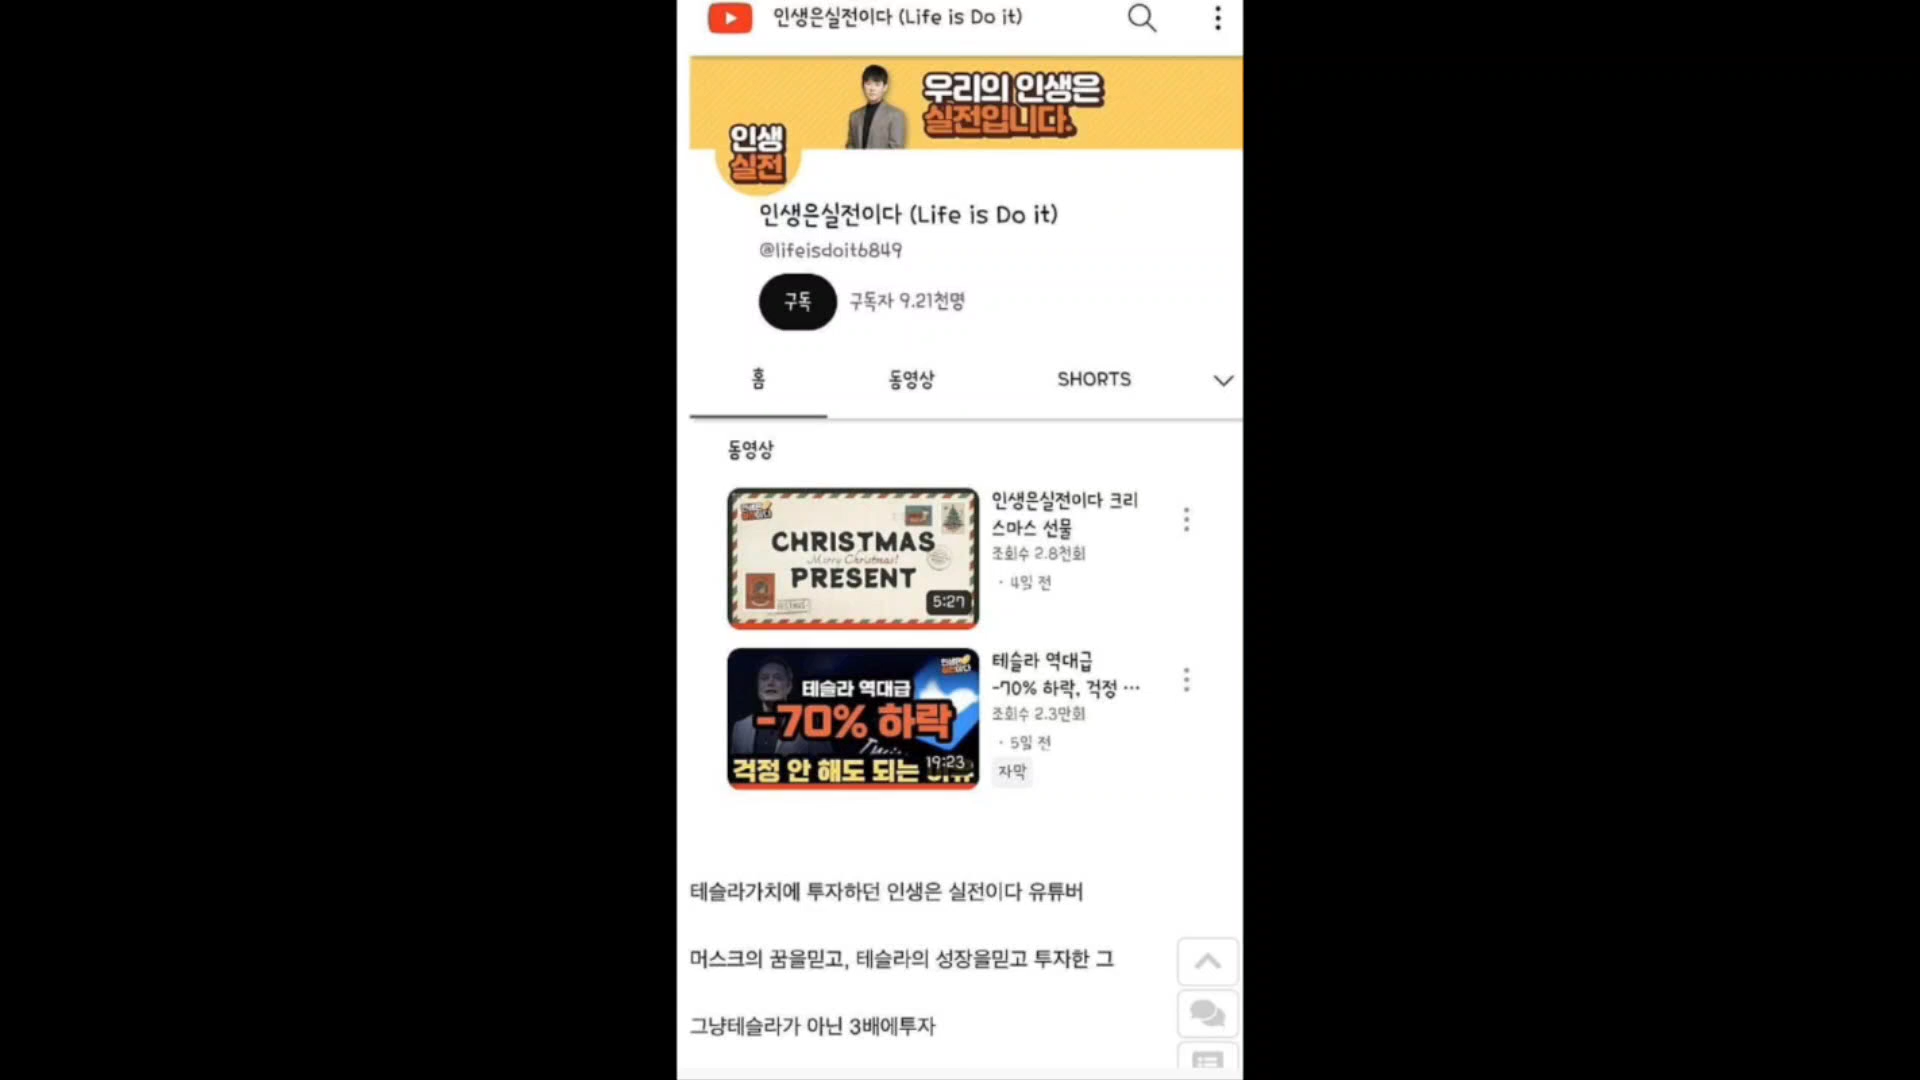 인생은실전이다 (Life is Do it)
우리의 인생은
실전입니다.
인생
실전
인생은실전이다 (Life is Do it)
@lifeisdoit6849
구독
구독자 9.21천명
홈
동영상
SHORTS
동영상
CHRISTMAS
Merry Christmas!
PRESENT
5:27
인생은실전이다 크리
스마스 선물
조회수 2.8천회
· 4일 전
테슬라 역대급
-70% 하락
걱정 안 해도 되는
19:23
테슬라 역대급
-70% 하락, 걱정 ...
조회수 2.3만회
· 5일 전
자막
테슬라가치에 투자하던 인생은 실전이다 유튜버
머스크의 꿈을믿고, 테슬라의 성장을믿고 투자한 그
그냥테슬라가 아닌 3배에투자